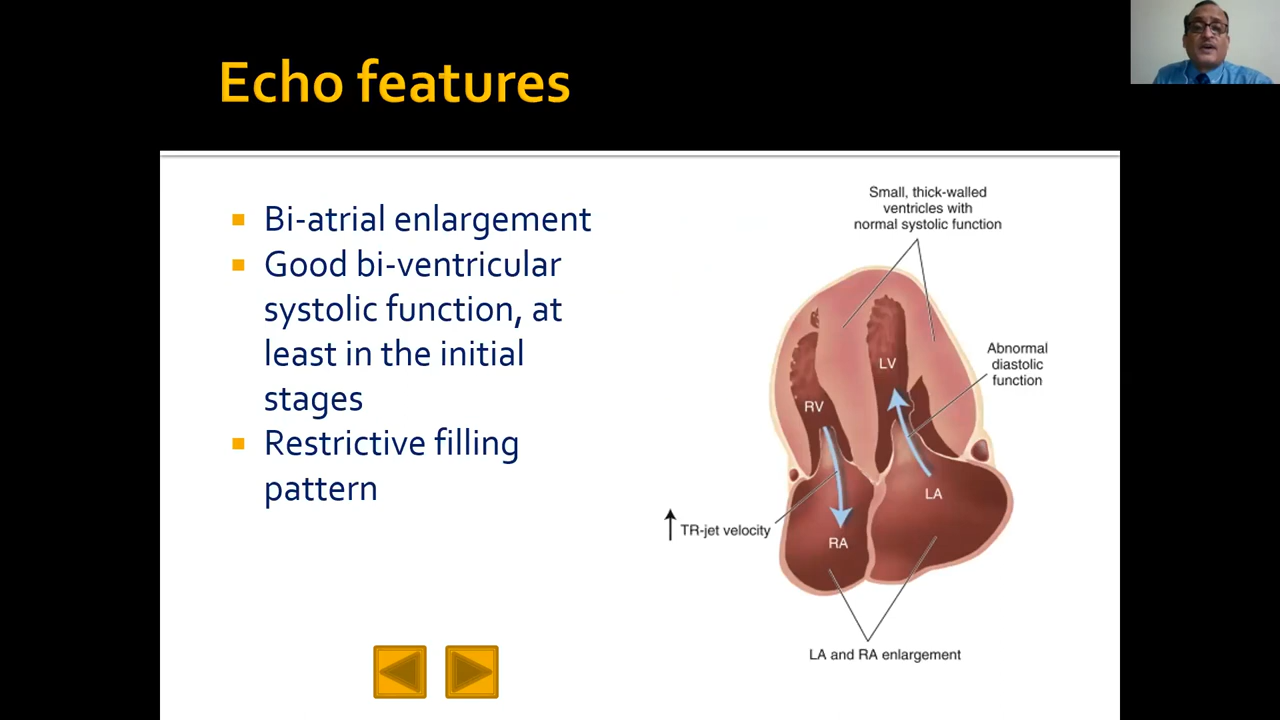 Echo features
Bi-atrial enlargement
Good bi-ventricular
systolic function, at
least in the initial
stages
Restrictive filling
pattern
Small, thick-walled
ventricles with
normal systolic function
Abnormal
diastolic
function
LV
RV
LA
TR-jet velocity
RA
LA and RA enlargement